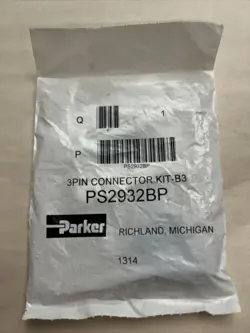 Q 1
P
PS2932BP
3PIN CONNECTOR KIT-B3
PS2932BP
Parker RICHLAND, MICHIGAN
1314